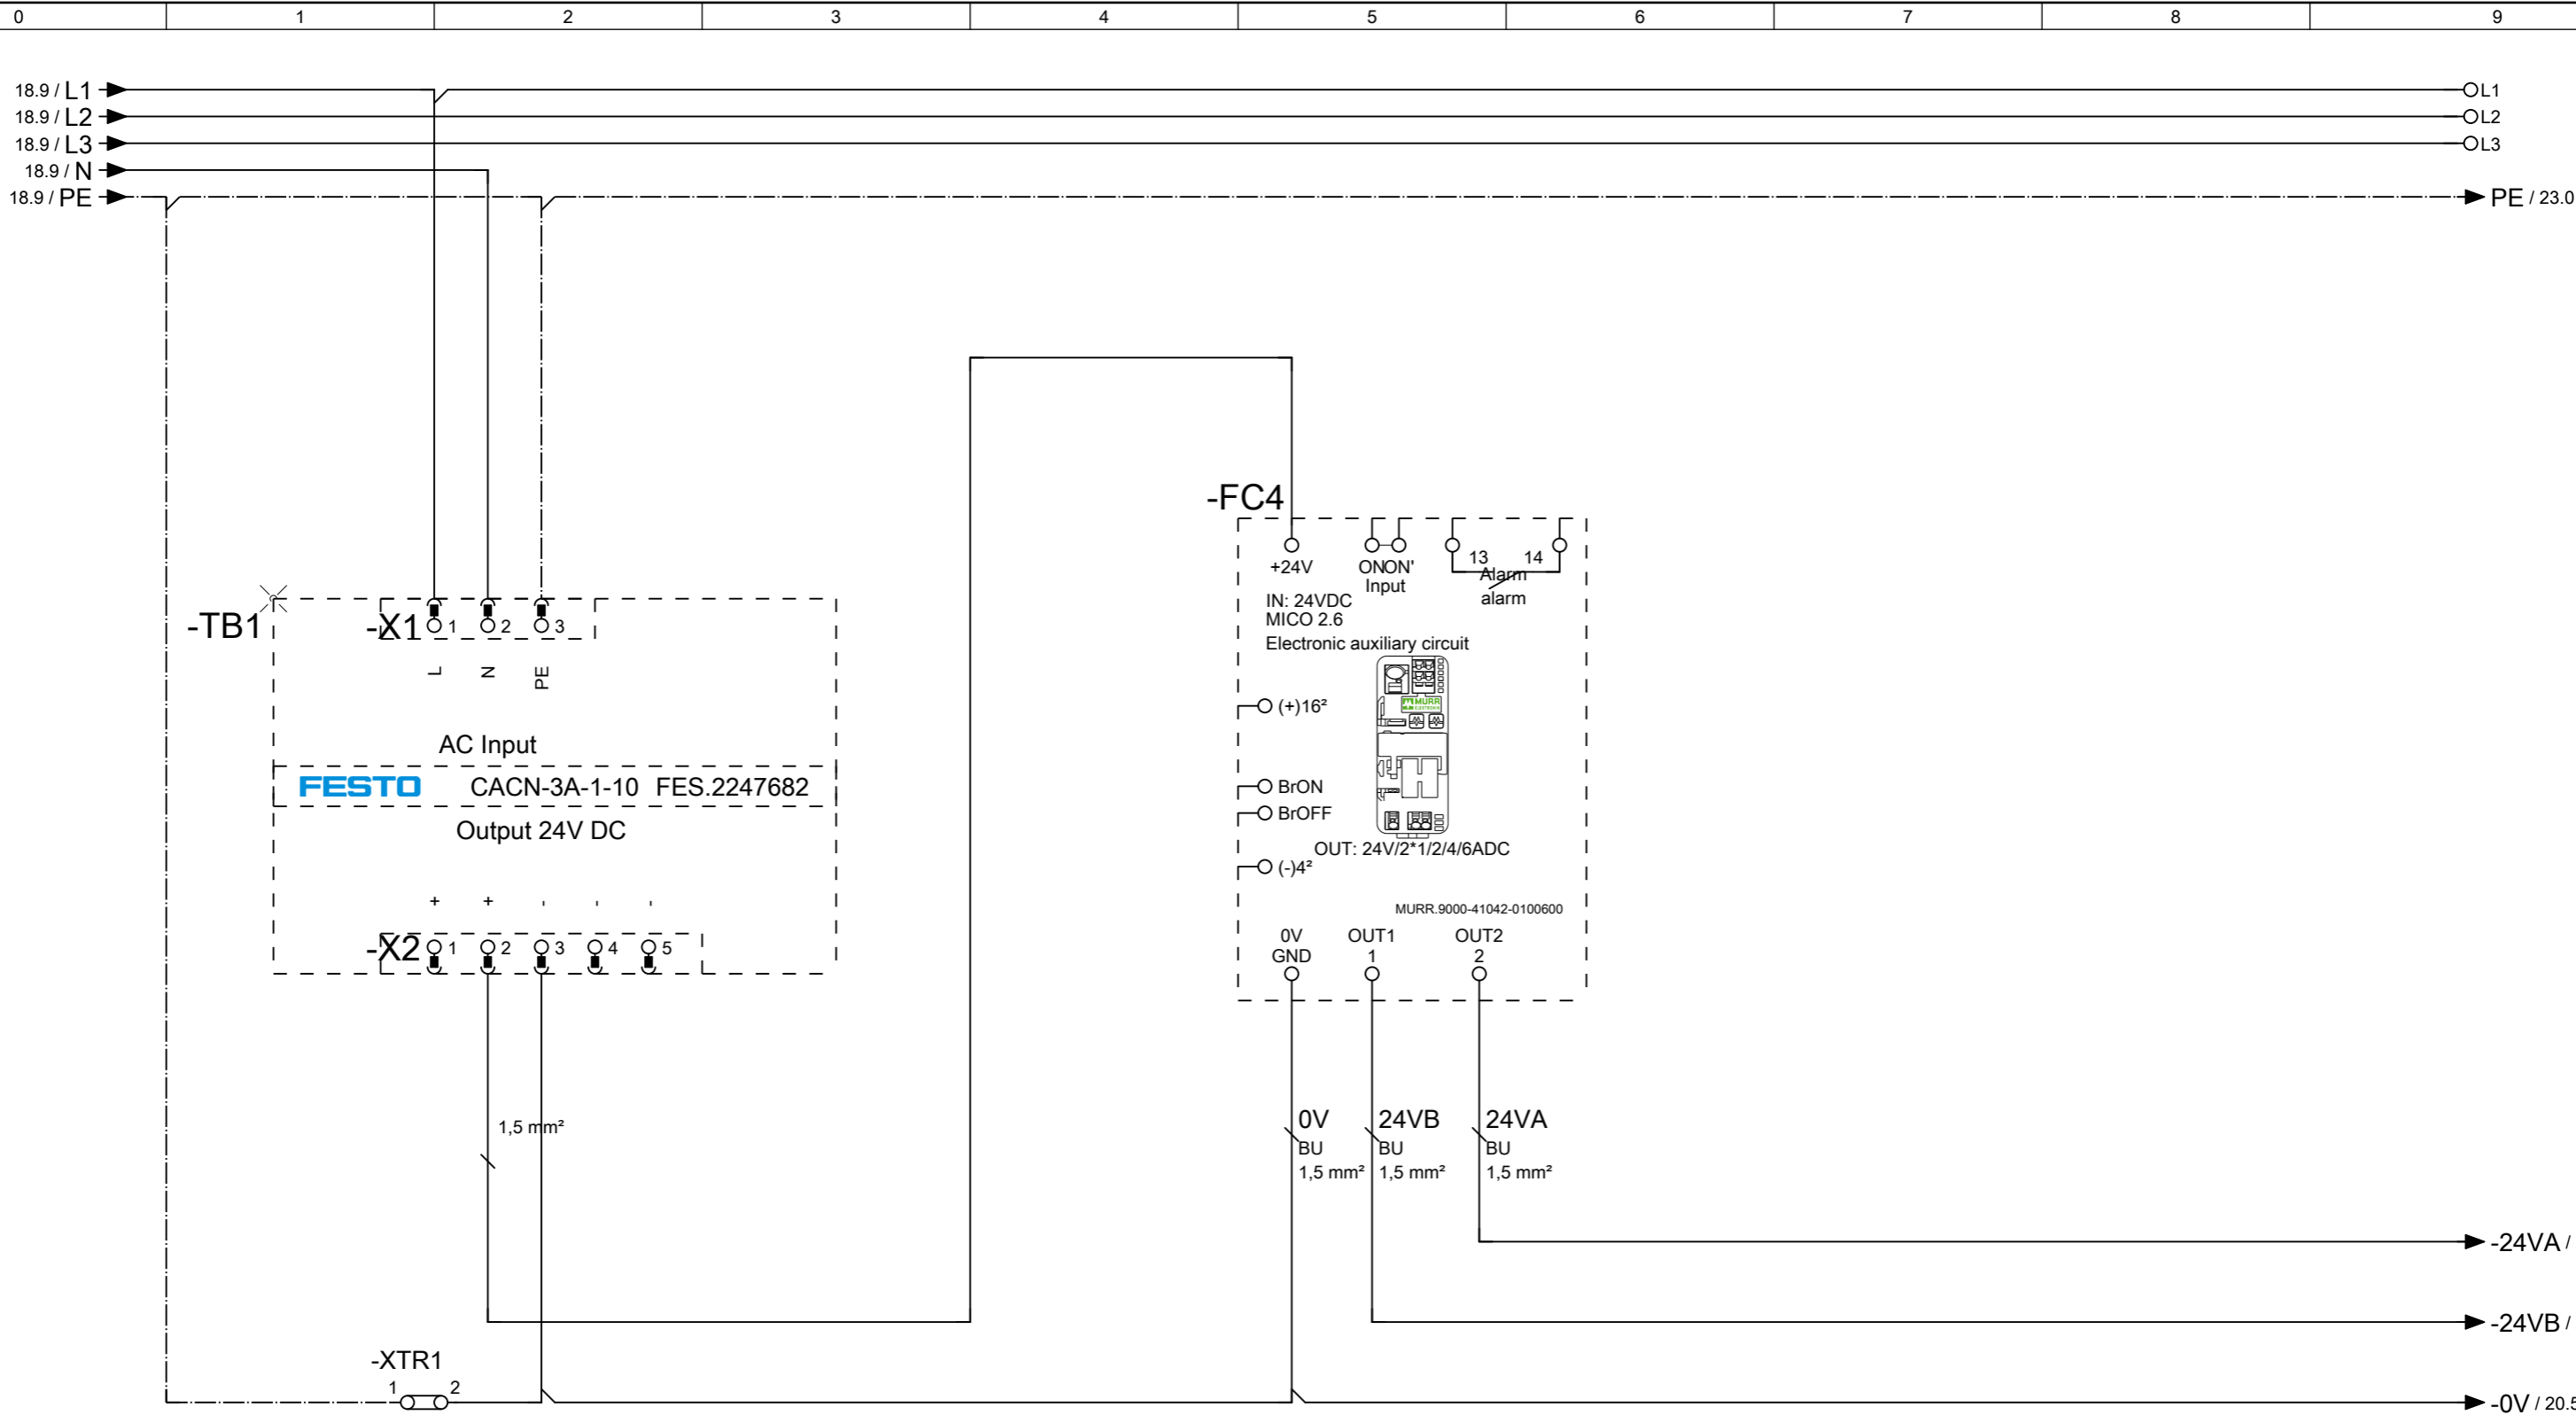 0 1 2 3 4 5 6 7 8 9
18.9 / L1
L1
18.9 / L2
L2
18.9 / L3
L3
18.9 / N
18.9 / PE
PE / 23.0
-FC4
+24V
ONON'
Input
13 14
Alarm
alarm
IN: 24VDC
MICO 2.6
Electronic auxiliary circuit
(+)16²
MURR
BrON
BrOFF
OUT: 24V/2*1/2/4/6ADC
(-)4²
MURR.9000-41042-0100600
0V
GND
OUT1
1
OUT2
2
-TB1
-X1 1 2 3
L N PE
AC Input
FESTO CACN-3A-1-10 FES.2247682
Output 24V DC
+ + - - -
-X2 1 2 3 4 5
1,5 mm²
0V
BU
1,5 mm²
24VB
BU
1,5 mm²
24VA
BU
1,5 mm²
-24VA /
-24VB /
-XTR1
1 2
-0V / 20.5